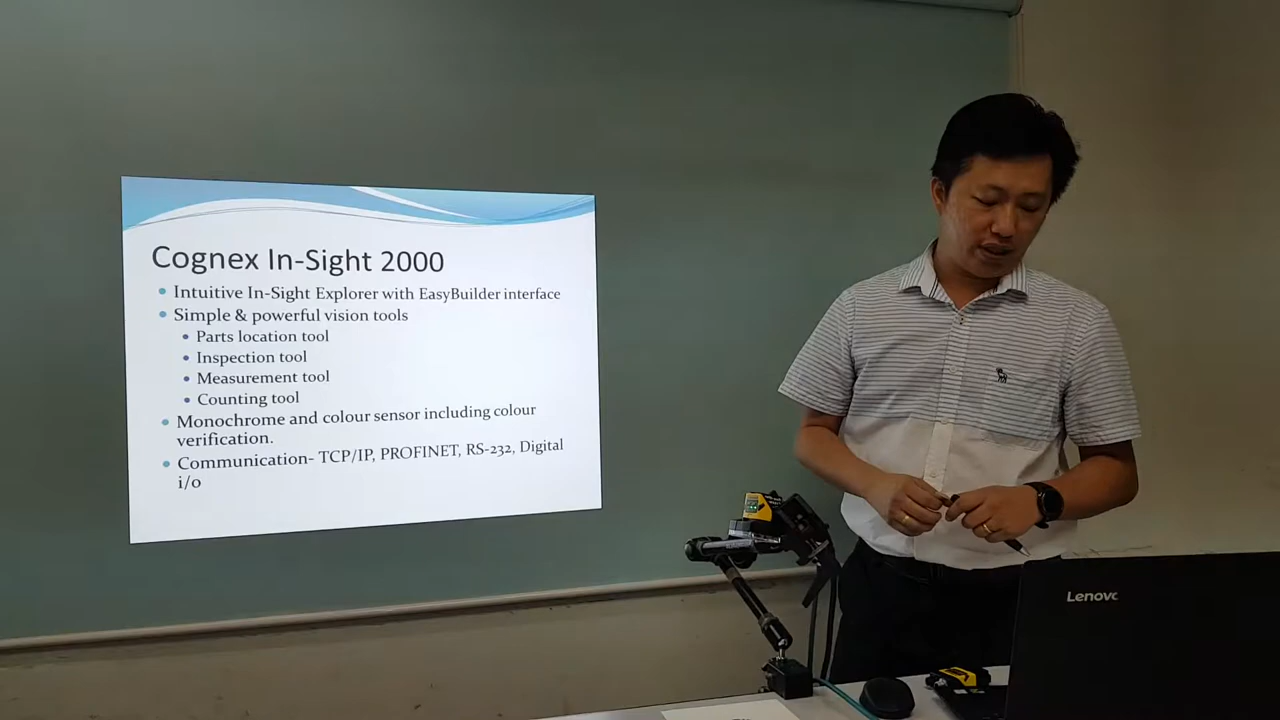 Cognex In-Sight 2000
Intuitive In-Sight Explorer with EasyBuilder interface
Simple & powerful vision tools
Parts location tool
Inspection tool
Measurement tool
Counting tool
Monochrome and colour sensor including colour
verification.
Communication- TCP/IP, PROFINET, RS-232, Digital
i/o
Lenovo